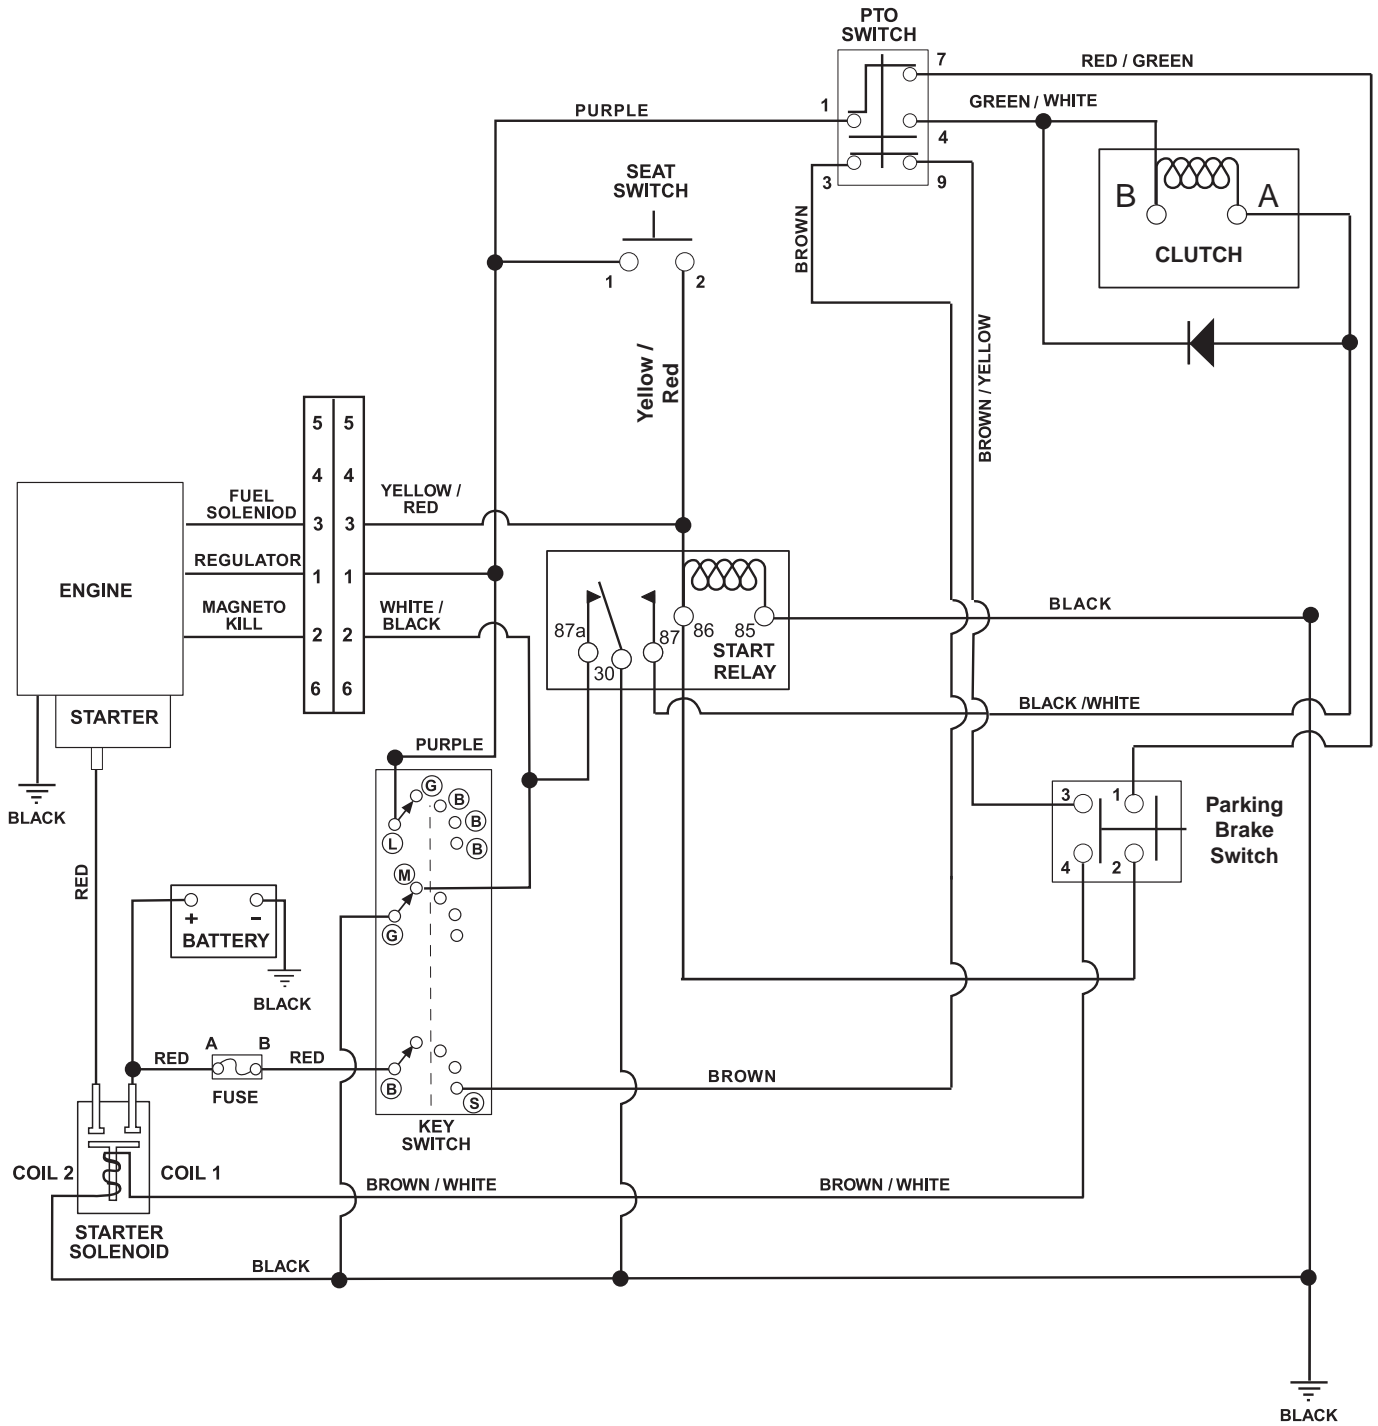 PTO
SWITCH
7
RED / GREEN
1
PURPLE
GREEN / WHITE
4
3
9
SEAT
SWITCH
1
2
BROWN
B
A
CLUTCH
Yellow /
Red
BROWN / YELLOW
5 5
4 4
3 3
1 1
2 2
6 6
FUEL
SOLENIOD
YELLOW /
RED
REGULATOR
ENGINE
MAGNETO
KILL
WHITE /
BLACK
BLACK
87a
30
87
86
85
START
RELAY
STARTER
BLACK /WHITE
PURPLE
BLACK
RED
G
B
B
B
L
M
G
B
S
3
1
4
2
Parking
Brake
Switch
+
-
BATTERY
BLACK
RED
A
B
RED
FUSE
BROWN
KEY
SWITCH
COIL 2
COIL 1
BROWN / WHITE
BROWN / WHITE
STARTER
SOLENOID
BLACK
BLACK